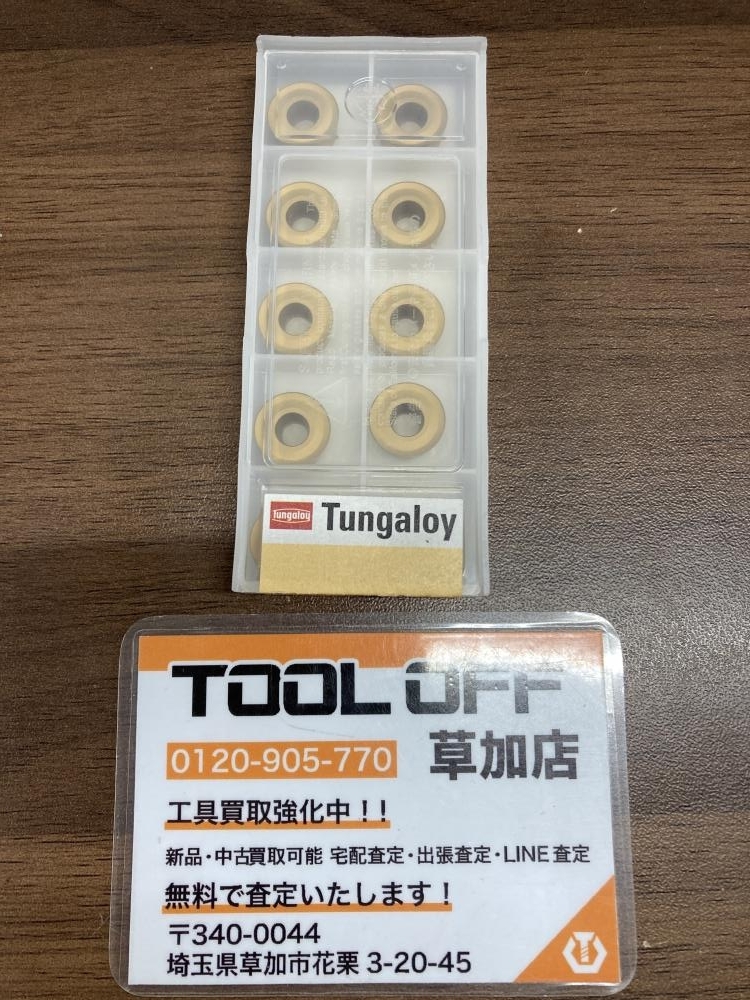 Tungaloy Tungaloy
TOOL OFF
0120-905-770 草加店
工具買取強化中！！
新品・中古買取可能 宅配査定・出張査定・LINE査定
無料で査定いたします！
〒340-0044
埼玉県草加市花栗 3-20-45